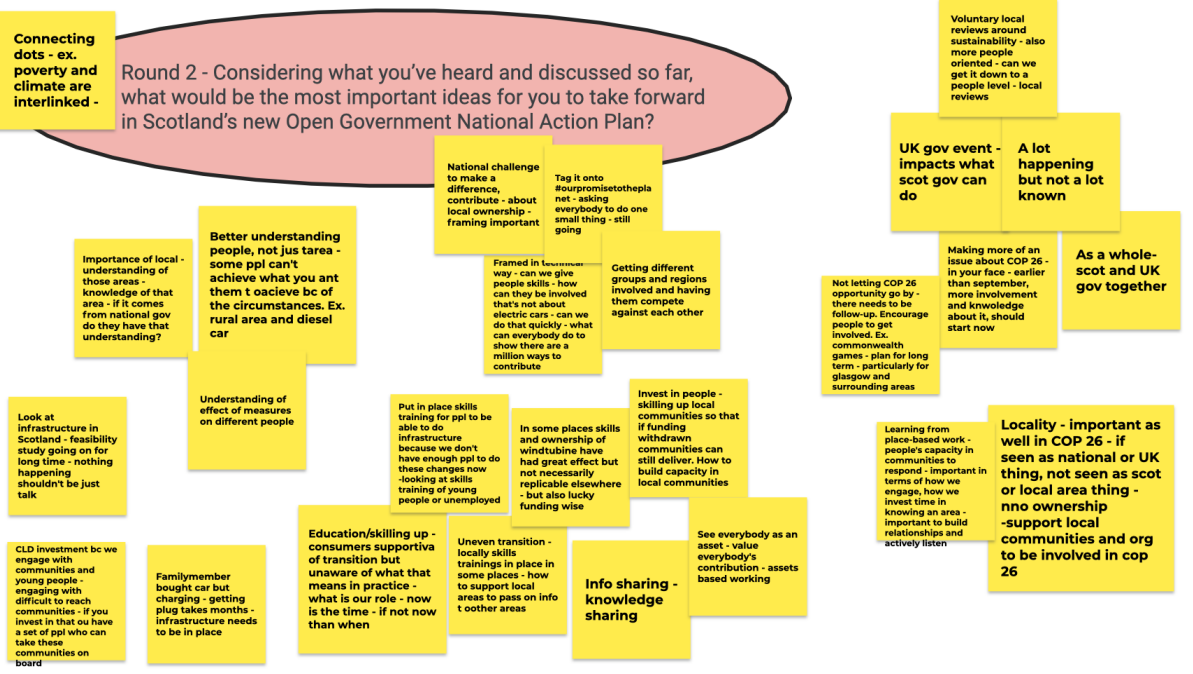 Connecting
dots - ex.
poverty and
climate are
interlinked -
Round 2 - Considering what you’ve heard and discussed so far,
what would be the most important ideas for you to take forward
in Scotland’s new Open Government National Action Plan?
Voluntary local
reviews around
sustainability - also
more people
oriented - can we
get it down to a
people level - local
reviews
UK gov event -
impacts what
scot gov can
do
A lot
happening
but not a lot
known
National challenge
to make a
difference,
contribute - about
local ownership -
framing important
Tag it onto
#ourpromisetothepla
net - asking
everybody to do one
small thing - still
going
Better understanding
people, not jus tarea -
some ppl can't
achieve what you ant
them t oacieve bc of
the circumstances. Ex.
rural area and diesel
car
Importance of local -
understanding of
those areas -
knowledge of that
area - if it comes
from national gov
do they have that
understanding?
Framed in technical
way - can we give
people skills - how
can they be involved
that's not about
electric cars - can we
do that quickly - what
can everybody do to
show there are a
million ways to
contribute
Getting different
groups and regions
involved and having
them compete
against each other
Making more of an
issue about COP 26 -
in your face - earlier
than september,
more involvement
and knwoledge
about it, should
start now
As a whole-
scot and UK
gov together
Not letting COP 26
opportunity go by -
there needs to be
follow-up. Encourage
people to get
involved. Ex.
commonwealth
games - plan for long
term - particularly for
glasgow and
surrounding areas
Understanding of
effect of measures
on different people
Look at
infrastructure in
Scotland - feasibility
study going on for
long time - nothing
happening
shouldn't be just
talk
Put in place skills
training for ppl to be
able to do
infrastructure
because we don't
have enough ppl to do
these changes now
-looking at skills
training of young
people or unemployed
In some places skills
and ownership of
windtubine have
had great effect but
not necessarily
replicable elsewhere
- but also lucky
funding wise
Invest in people -
skilling up local
communities so that
if funding
withdrawn
communities can
still deliver. How to
build capacity in
local communities
Learning from
place-based work -
people's capacity in
communities to
respond - important in
terms of how we
engage, how we
invest time in
knowing an area -
important to build
relationships and
actively listen
Locality - important as
well in COP 26 - if
seen as national or UK
thing, not seen as scot
or local area thing -
nno ownership
-support local
communities and org
to be involved in cop
26
CLD investment bc we
engage with
communities and
young people -
engaging with
difficult to reach
communities - if you
invest in that ou have
a set of ppl who can
take these
communities on
board
Familymember
bought car but
charging - getting
plug takes months -
infrastructure needs
to be in place
Education/skilling up -
consumers supportiva
of transition but
unaware of what that
means in practice -
what is our role - now
is the time - if not now
than when
Uneven transition -
locally skills
trainings in place in
some places - how
to support local
areas to pass on info
t oother areas
Info sharing -
knowledge
sharing
See everybody as an
asset - value
everybody's
contribution - assets
based working